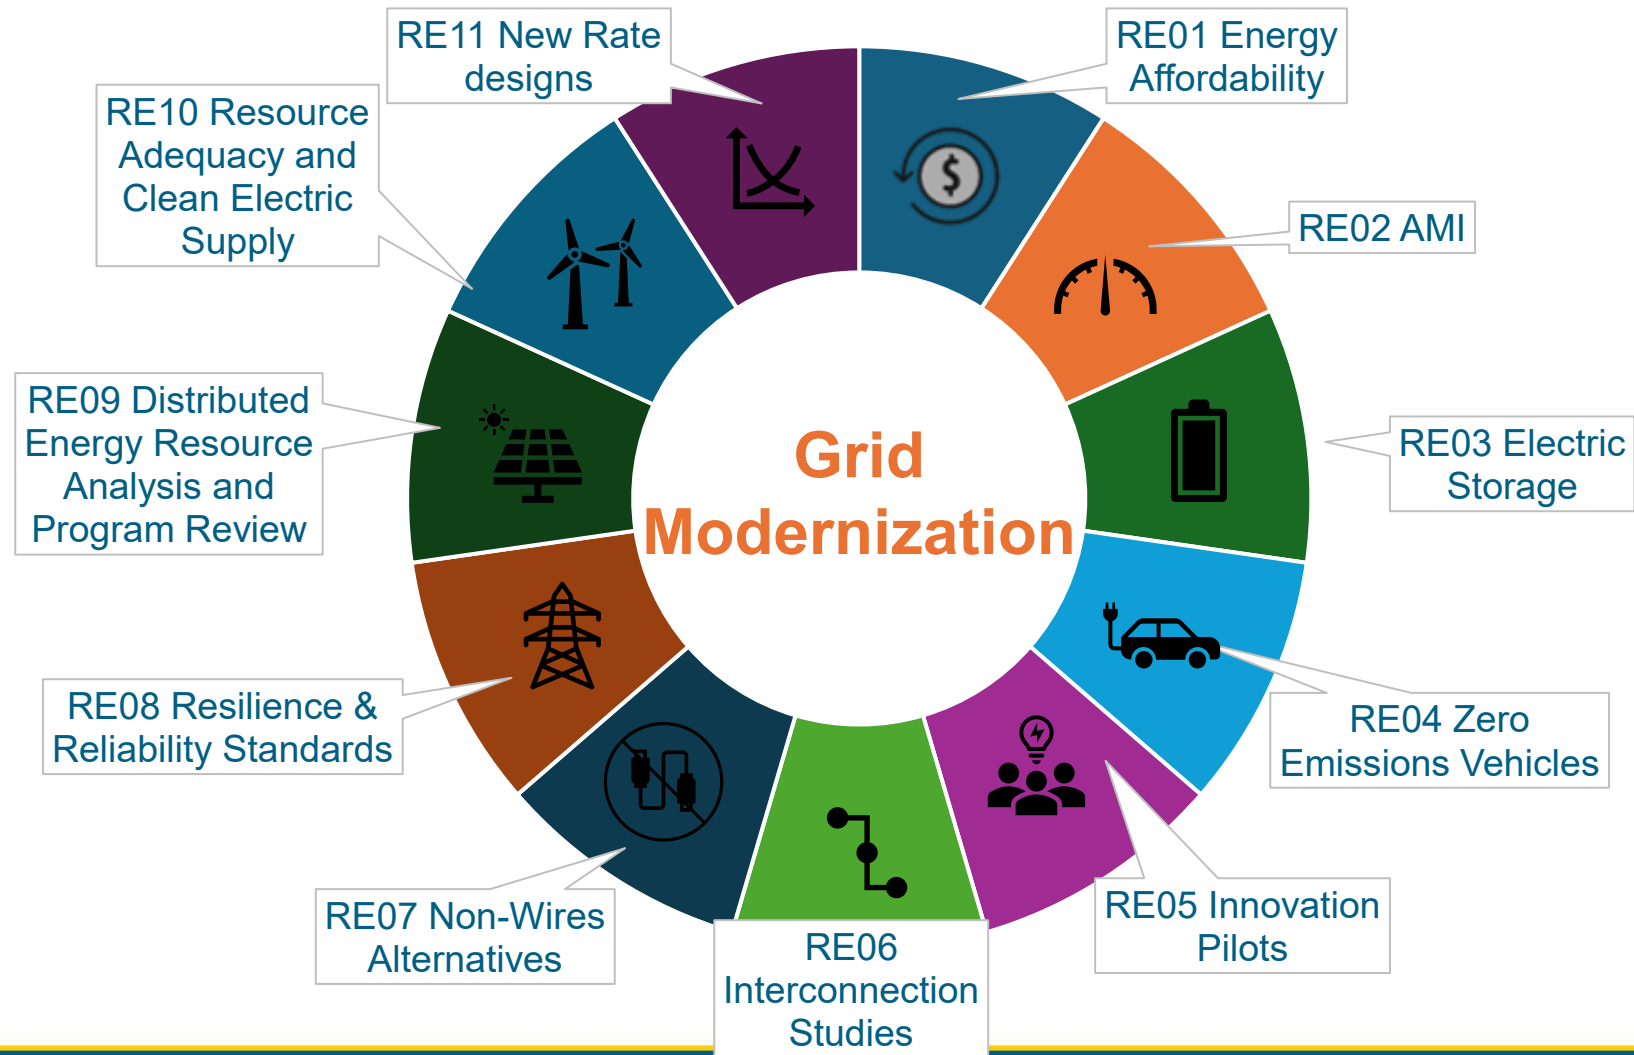 RE11 New Rate
designs
RE01 Energy
Affordability
RE10 Resource
Adequacy and
Clean Electric
Supply
$
RE02 AMI
RE09 Distributed
Energy Resource
Analysis and
Program Review
Grid
Modernization
RE03 Electric
Storage
RE08 Resilience &
Reliability Standards
RE04 Zero
Emissions Vehicles
RE07 Non-Wires
Alternatives
RE06
Interconnection
Studies
RE05 Innovation
Pilots